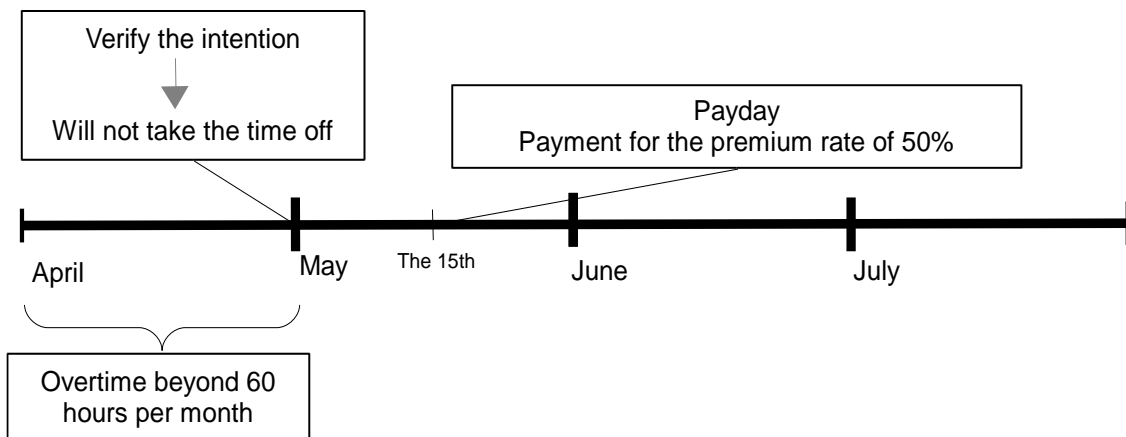 Verify the intention
Will not take the time off
Payday
Payment for the premium rate of 50%
April
May
The 15th
June
July
Overtime beyond 60
hours per month